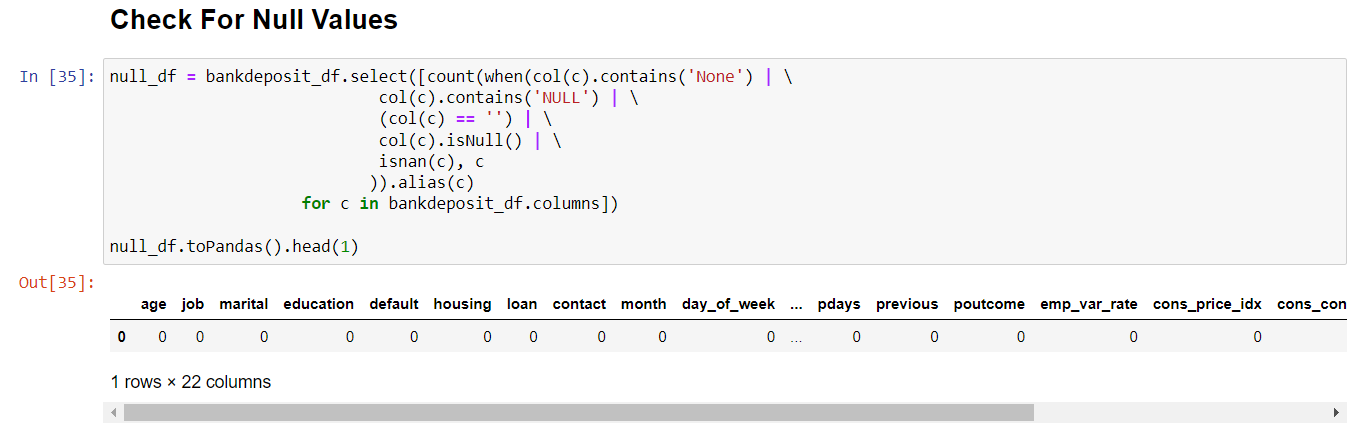 Check For Null Values
In [35]: null_df = bankdeposit_df.select([count(when(col(c).contains('None') | \
col(c).contains('NULL') | \
(col(c) == '') | \
col(c).isNull() | \
isnan(c), c
)).alias(c)
for c in bankdeposit_df.columns])
null_df.toPandas().head(1)
Out[35]:
age job marital education default housing loan contact month day_of_week ... pdays previous poutcome emp_var_rate cons_price_idx cons_con
0 0 0 0 0 0 0 0 0 0 0 ... 0 0 0 0 0
1 rows × 22 columns